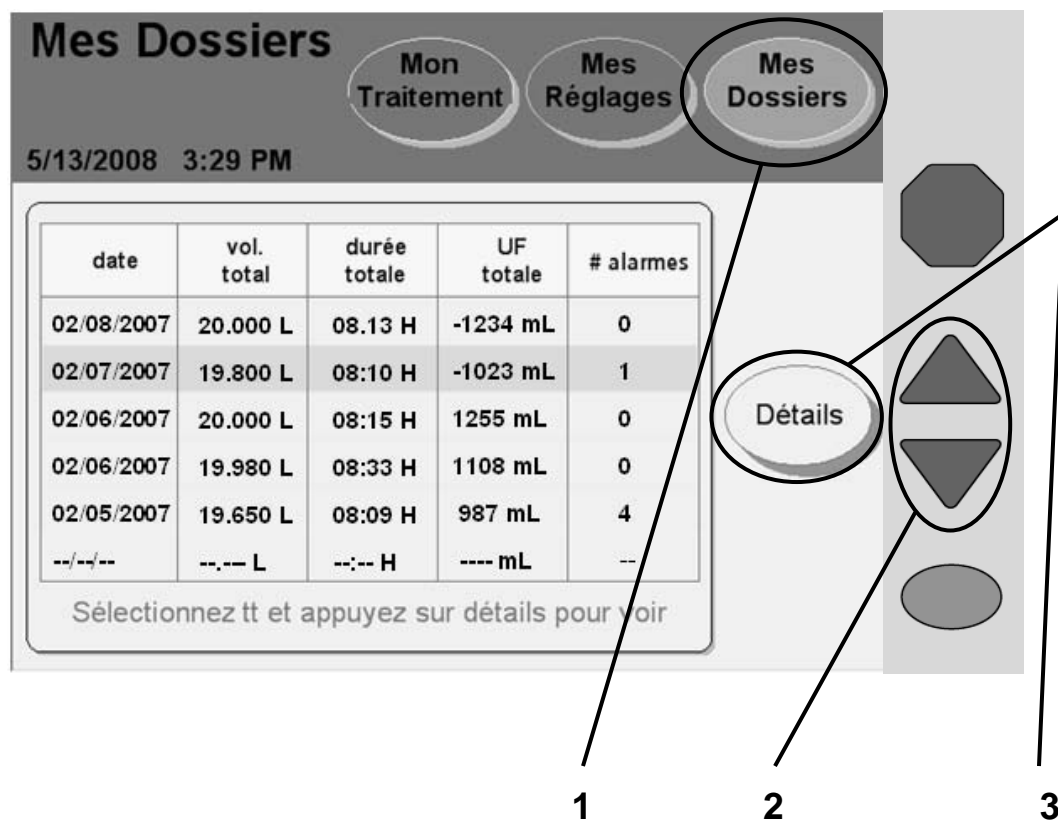 Mes Dossiers
Mon Traitement
Mes Réglages
Mes Dossiers
5/13/2008 3:29 PM
date vol. total durée totale UF totale # alarmes
02/08/2007 20.000 L 08.13 H -1234 mL 0
02/07/2007 19.800 L 08:10 H -1023 mL 1
02/06/2007 20.000 L 08:15 H 1255 mL 0
02/06/2007 19.980 L 08:33 H 1108 mL 0
02/05/2007 19.650 L 08:09 H 987 mL 4
--/--/-- --.--- L --:-- H ---- mL --
Sélectionnez tt et appuyez sur détails pour voir
Détails
1 2 3